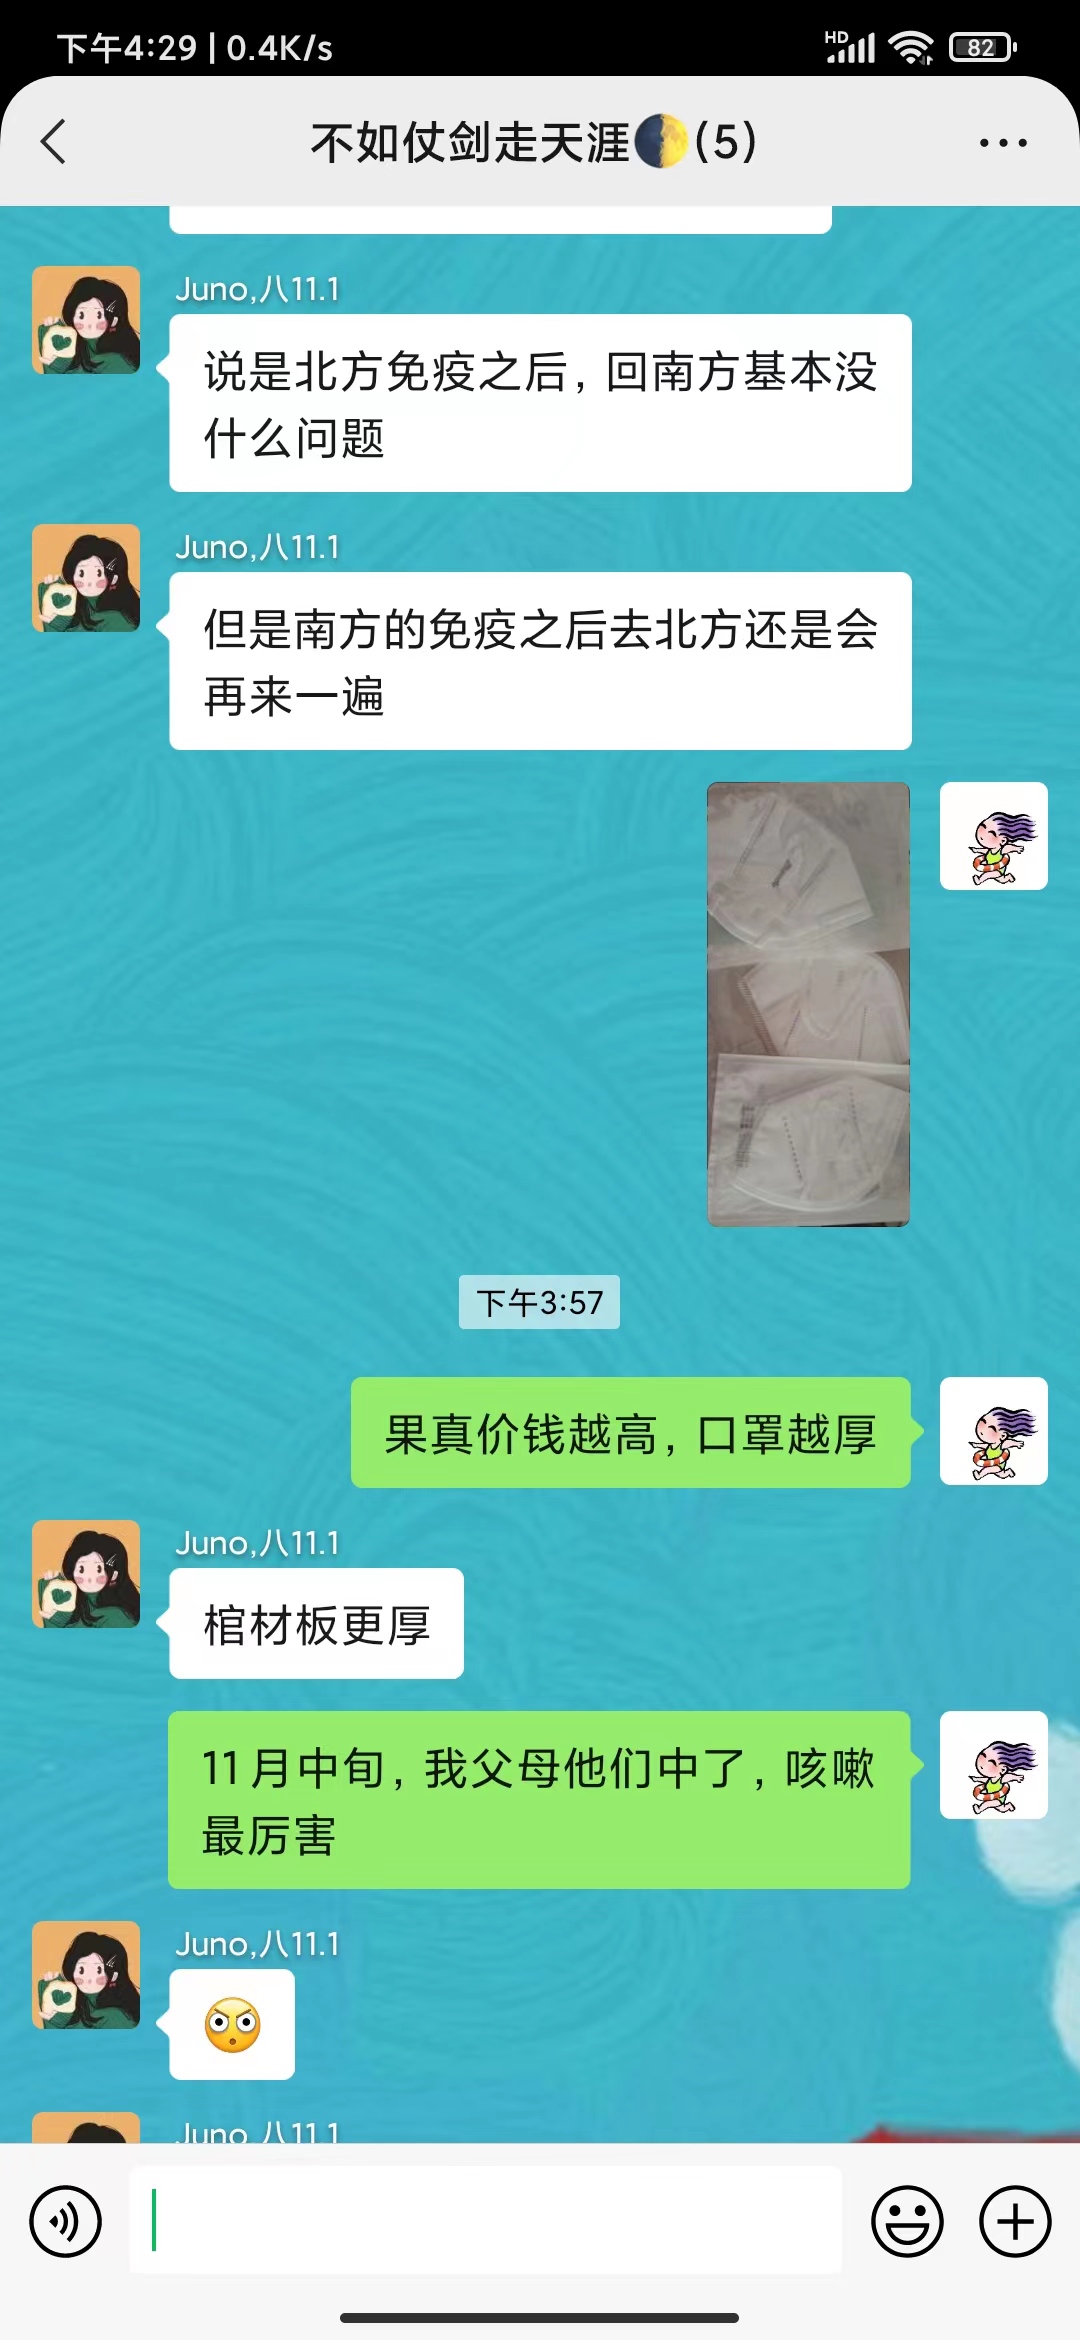 下午4:29 | 0.4K/s
HD
82
不如仗剑走天涯🌓(5)
Juno,八11.1
说是北方免疫之后，回南方基本没
什么问题
Juno,八11.1
但是南方的免疫之后去北方还是会
再来一遍
下午3:57
果真价钱越高，口罩越厚
Juno,八11.1
棺材板更厚
11月中旬，我父母他们中了，咳嗽
最厉害
Juno,八11.1
Juno,八11.1